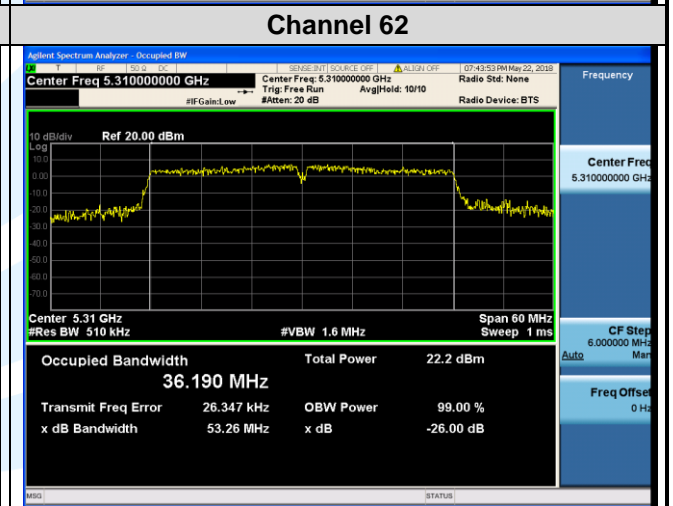 Channel 62
Agilent Spectrum Analyzer - Occupied BW
T RF 50 Ω DC SENSE:INT SOURCE OFF ALIGN OFF 07:43:53 PM May 22, 2018
Center Freq 5.310000000 GHz Center Freq: 5.310000000 GHz Radio Std: None Frequency
Trig: Free Run Avg|Hold: 10/10
#IFGain:Low #Atten: 20 dB Radio Device: BTS
10 dB/div Ref 20.00 dBm
Log
10.0
0.00
-10.0
-20.0
-30.0
-40.0
-50.0
-60.0
-70.0
Center Freq
5.310000000 GHz
Center 5.31 GHz Span 60 MHz
#Res BW 510 kHz #VBW 1.6 MHz Sweep 1 ms
CF Step
6.000000 MHz
Auto Man
Occupied Bandwidth Total Power 22.2 dBm
36.190 MHz
Transmit Freq Error 26.347 kHz OBW Power 99.00 %
x dB Bandwidth 53.26 MHz x dB -26.00 dB
Freq Offset
0 Hz
MSG STATUS